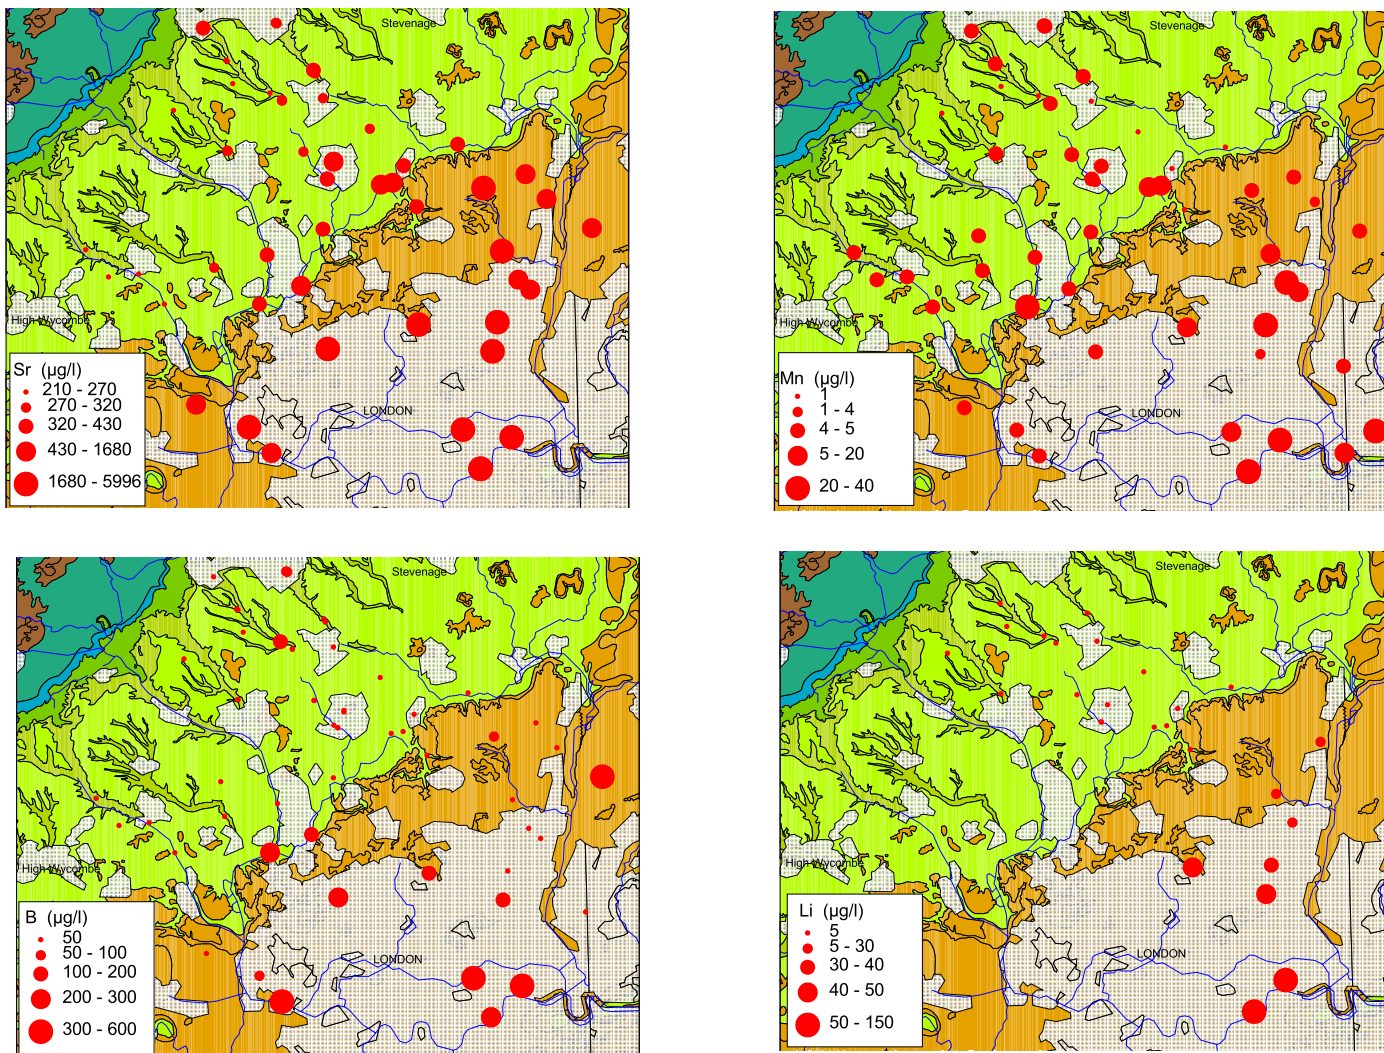 Stevenage
High Wycombe
LONDON
Sr (µg/l)
210 - 270
270 - 320
320 - 430
430 - 1680
1680 - 5996
Stevenage
High Wycombe
LONDON
Mn (µg/l)
1
1 - 4
4 - 5
5 - 20
20 - 40
Stevenage
High Wycombe
LONDON
B (µg/l)
50
50 - 100
100 - 200
200 - 300
300 - 600
Stevenage
High Wycombe
LONDON
Li (µg/l)
5
5 - 30
30 - 40
40 - 50
50 - 150